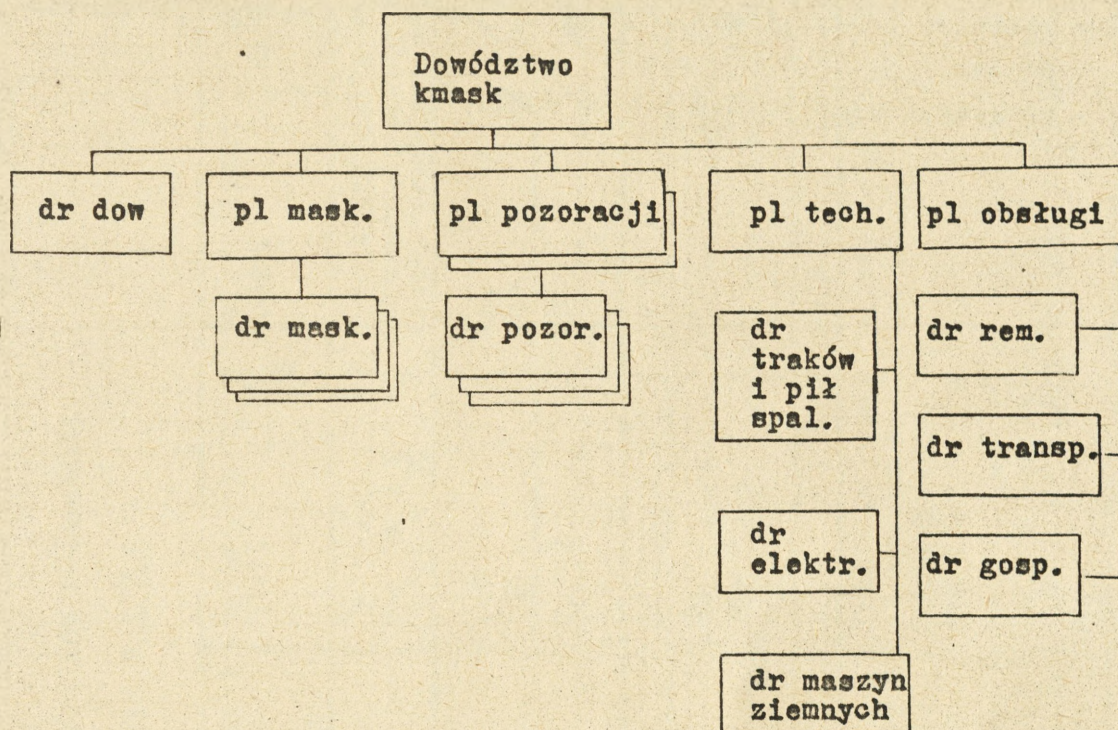 Dowództwo
kmask
dr dow
pl mask.
pl pozoracji
pl tech.
pl obsługi
dr mask.
dr pozor.
dr
traków
i pił
spal.
dr rem.
dr transp.
dr
elektr.
dr gosp.
dr maszyn
ziemnych